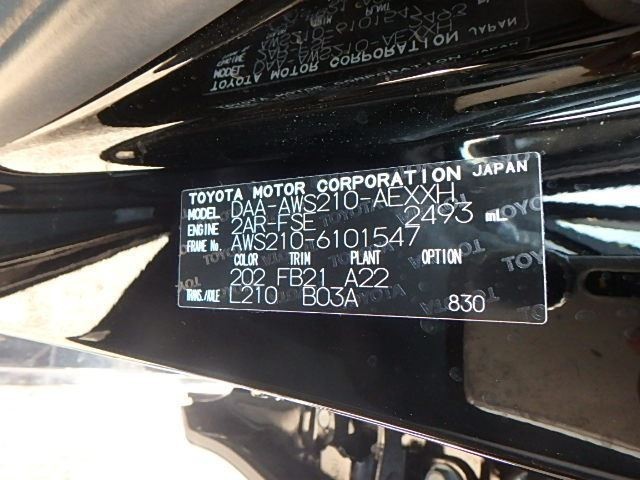 TOYOTA MOTOR CORPORATION JAPAN
MODEL DAA-AWS210-AEXXH
ENGINE 2AR-FSE 2493 mL
FRAME No. AWS210-6101547
COLOR TRIM PLANT OPTION
202 FB21 A22
TRANS./AXLE L210 B03A 830